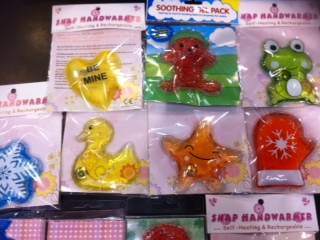 SNAP HANDWARMER
Self-Heating & Rechargeable
BE
MINE
SOOTHING GEL PACK
SNAP HANDWARMER
Self-Heating & Rechargeable
SNAP HANDWARMER
Self-Heating & Rechargeable
SNAP HANDWARMER
Self-Heating & Rechargeable